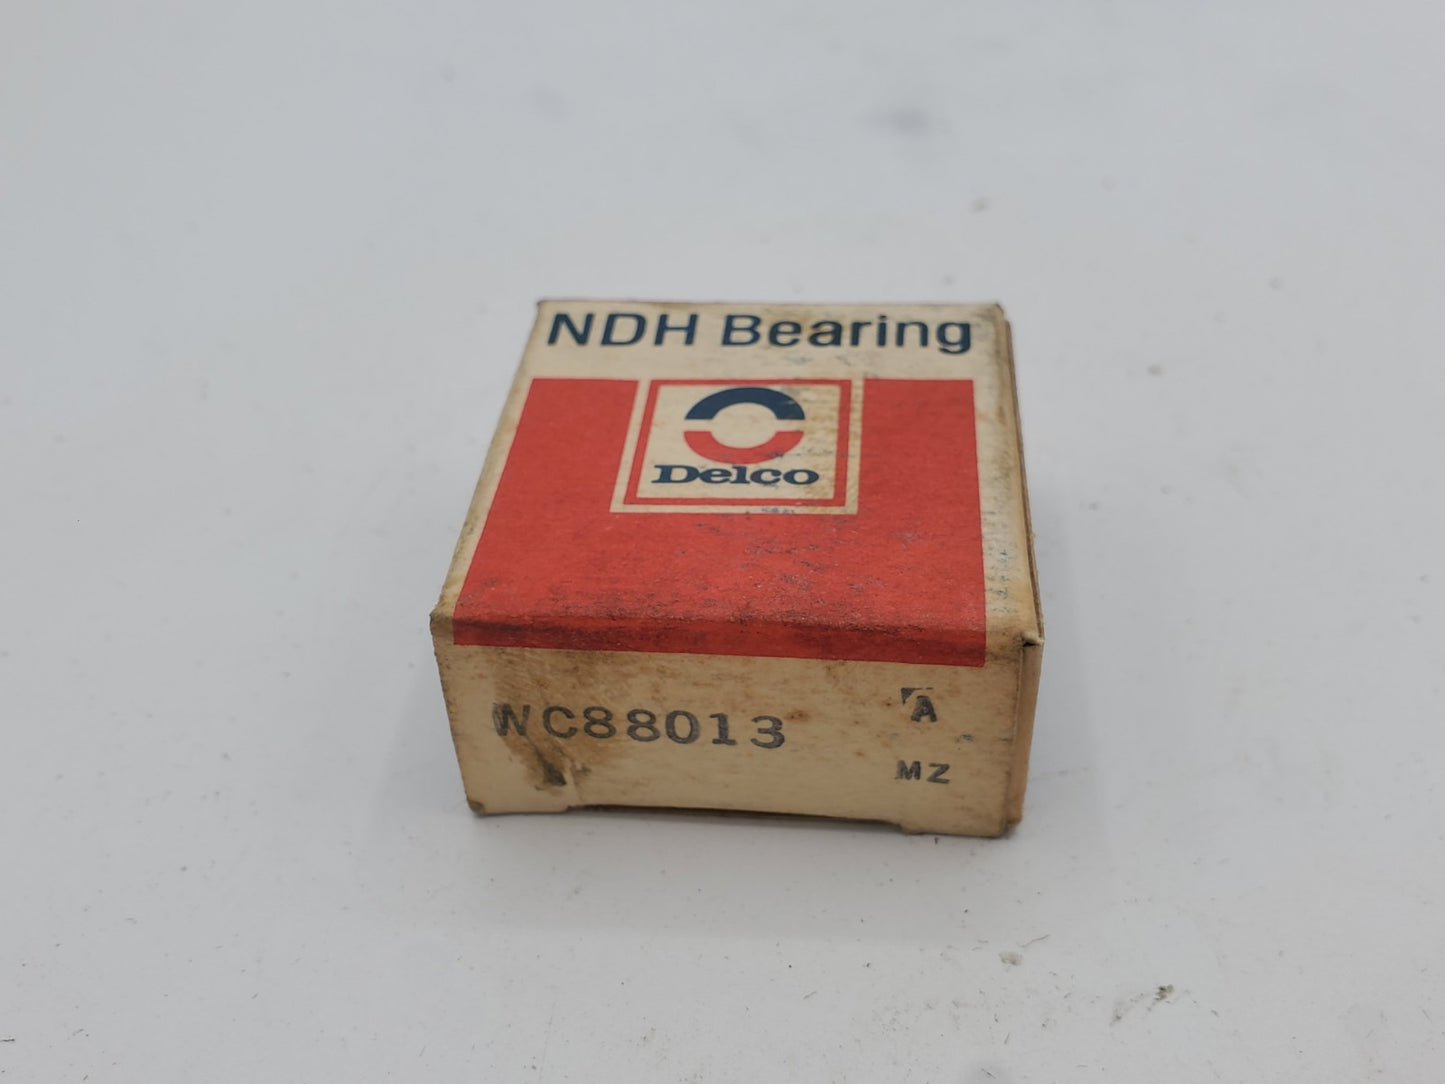 NDH Bearing
Delco
WC88013
A
MZ